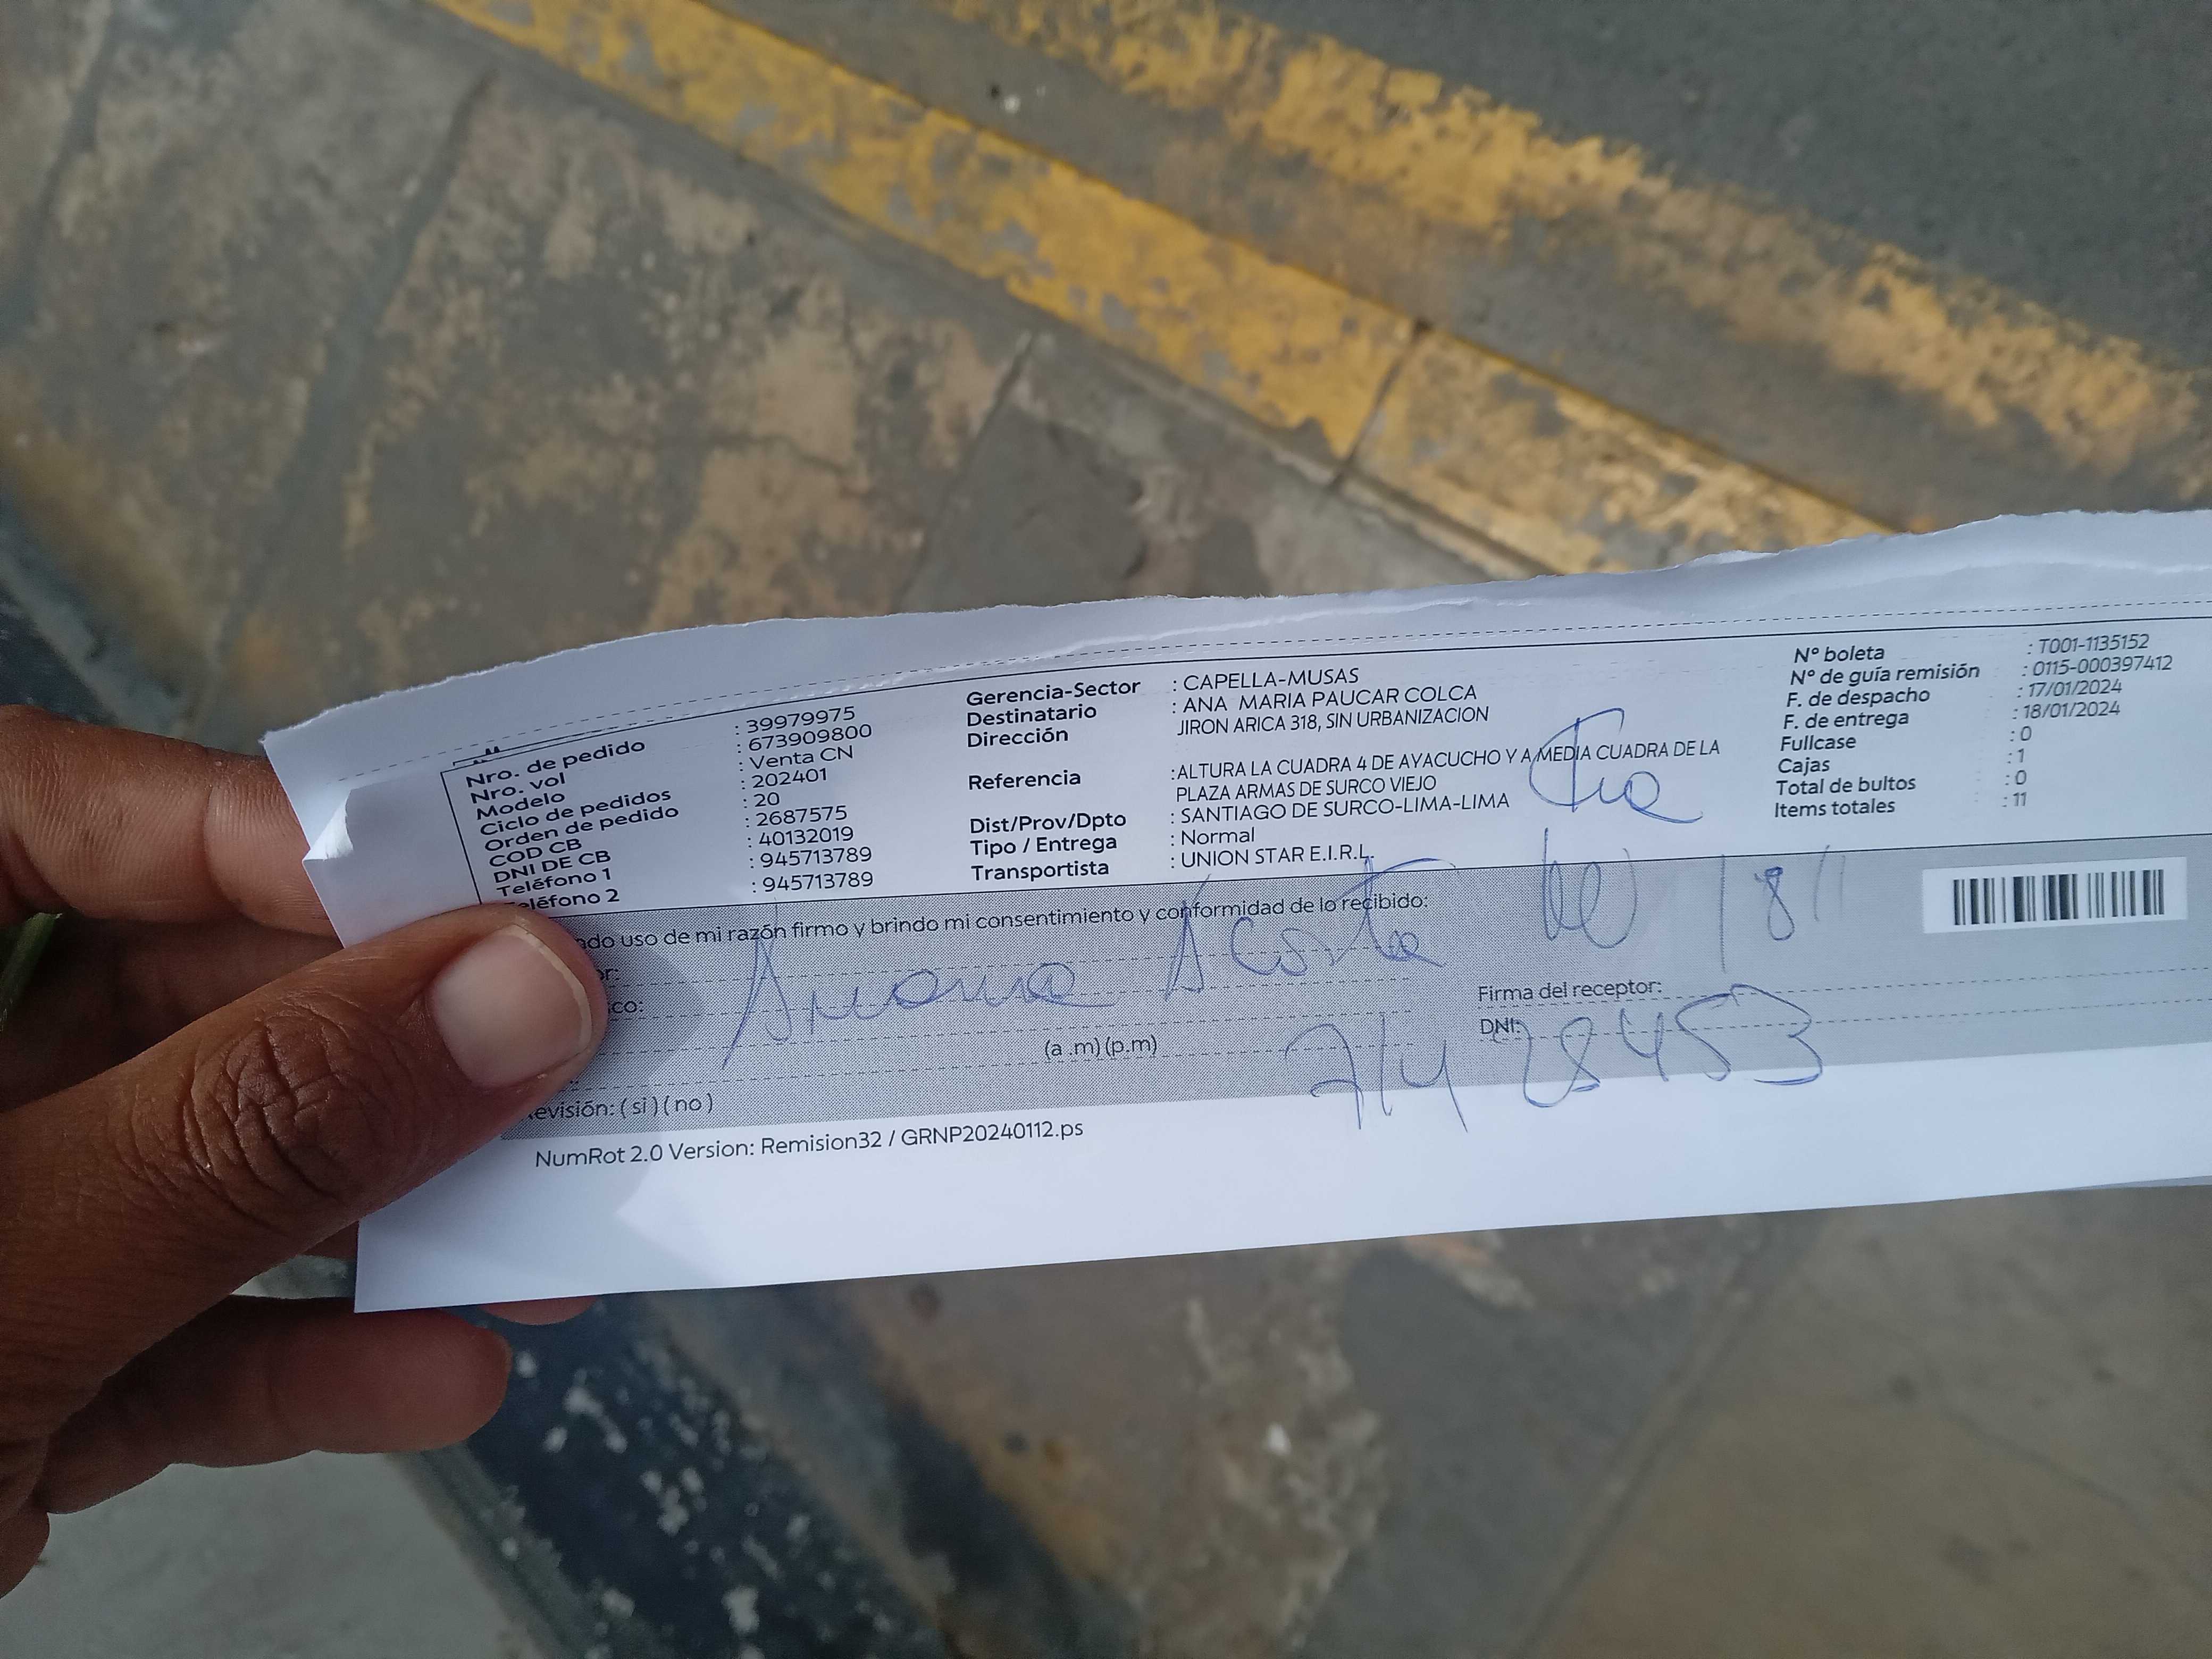 Nro. de pedido : 39979975
Nro. vol : 673909800
Modelo : Venta CN
Ciclo de pedidos : 202401
Orden de pedido : 20
COD CB : 2687575
DNI DE CB : 40132019
Teléfono 1 : 945713789
eléfono 2 : 945713789
Gerencia-Sector : CAPELLA-MUSAS
Destinatario : ANA MARIA PAUCAR COLCA
Dirección JIRON ARICA 318, SIN URBANIZACION
Referencia :ALTURA LA CUADRA 4 DE AYACUCHO Y A MEDIA CUADRA DE LA
PLAZA ARMAS DE SURCO VIEJO
Dist/Prov/Dpto : SANTIAGO DE SURCO-LIMA-LIMA
Tipo / Entrega : Normal
Transportista : UNION STAR E.I.R.L.
N° boleta : T001-1135152
N° de guía remisión : 0115-000397412
F. de despacho : 17/01/2024
F. de entrega : 18/01/2024
Fullcase : 0
Cajas : 1
Total de bultos : 0
Items totales : 11
ndo uso de mi razón firmo y brindo mi consentimiento y conformidad de lo recibido:
or:
Acosta
co:
(a .m) (p.m)
Firma del receptor:
DNI:
71428453
evisión: ( si ) ( no )
NumRot 2.0 Version: Remision32 / GRNP20240112.ps